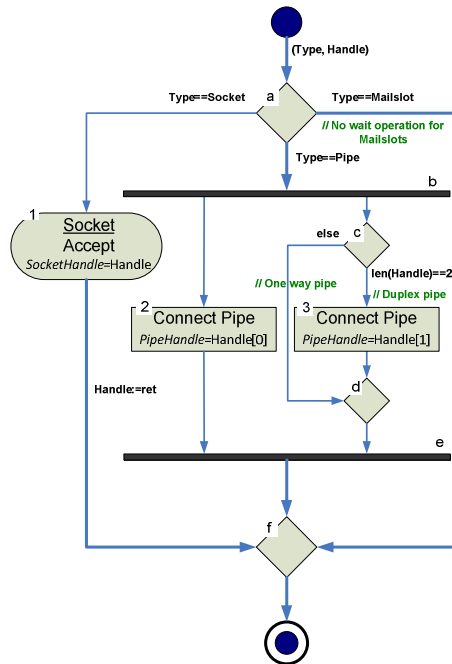 (Type, Handle)
a
Type==Socket
Type==Mailslot
// No wait operation for
Mailslots
Type==Pipe
b
1
Socket
Accept
SocketHandle=Handle
else
c
len(Handle)==2
// One way pipe
// Duplex pipe
2
Connect Pipe
PipeHandle=Handle[0]
3
Connect Pipe
PipeHandle=Handle[1]
Handle:=ret
d
e
f